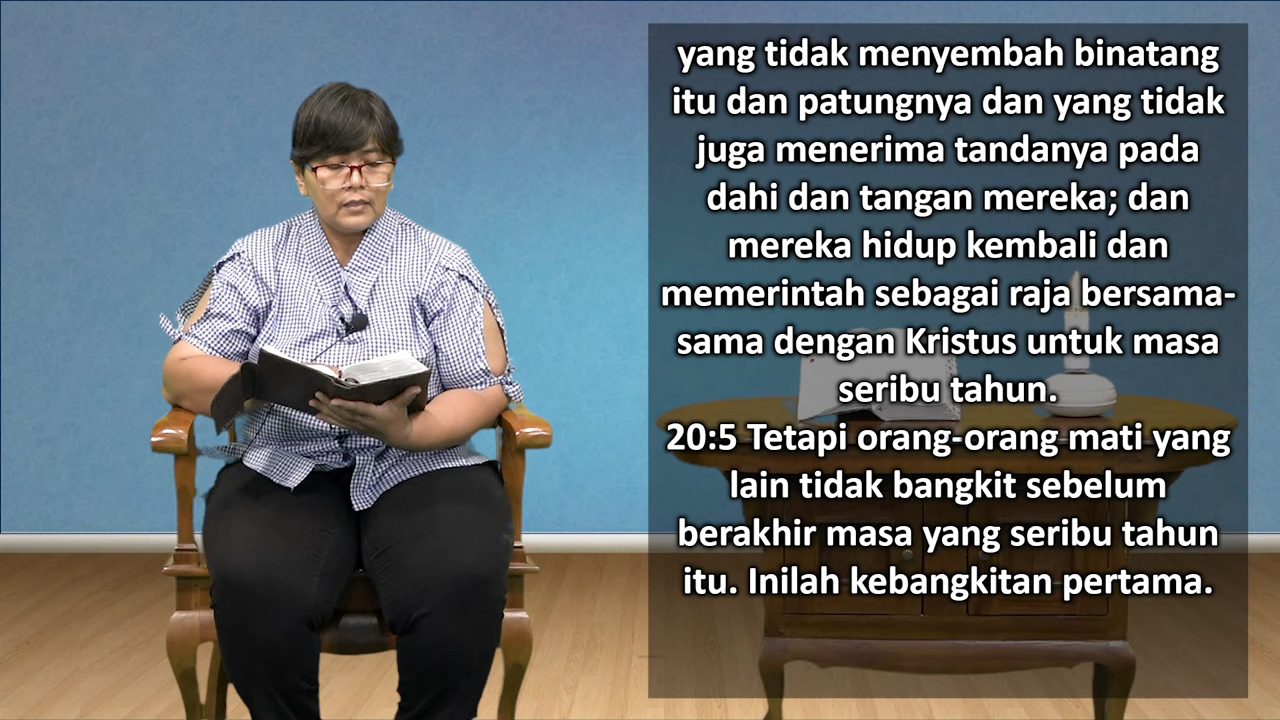 yang tidak menyembah binatang
itu dan patungnya dan yang tidak
juga menerima tandanya pada
dahi dan tangan mereka; dan
mereka hidup kembali dan
memerintah sebagai raja bersama-
sama dengan Kristus untuk masa
seribu tahun.
20:5 Tetapi orang-orang mati yang
lain tidak bangkit sebelum
berakhir masa yang seribu tahun
itu. Inilah kebangkitan pertama.